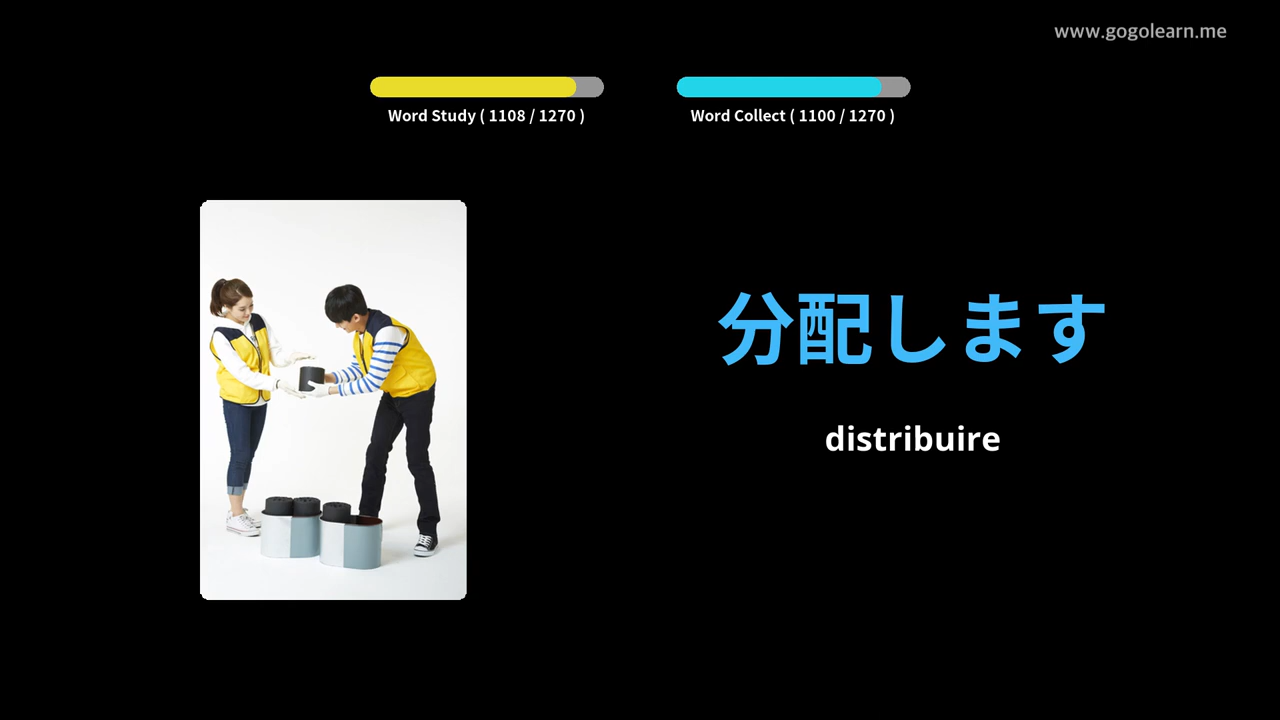 www.gogolearn.me
Word Study ( 1108 / 1270 )
Word Collect ( 1100 / 1270 )
分配します
distribuire